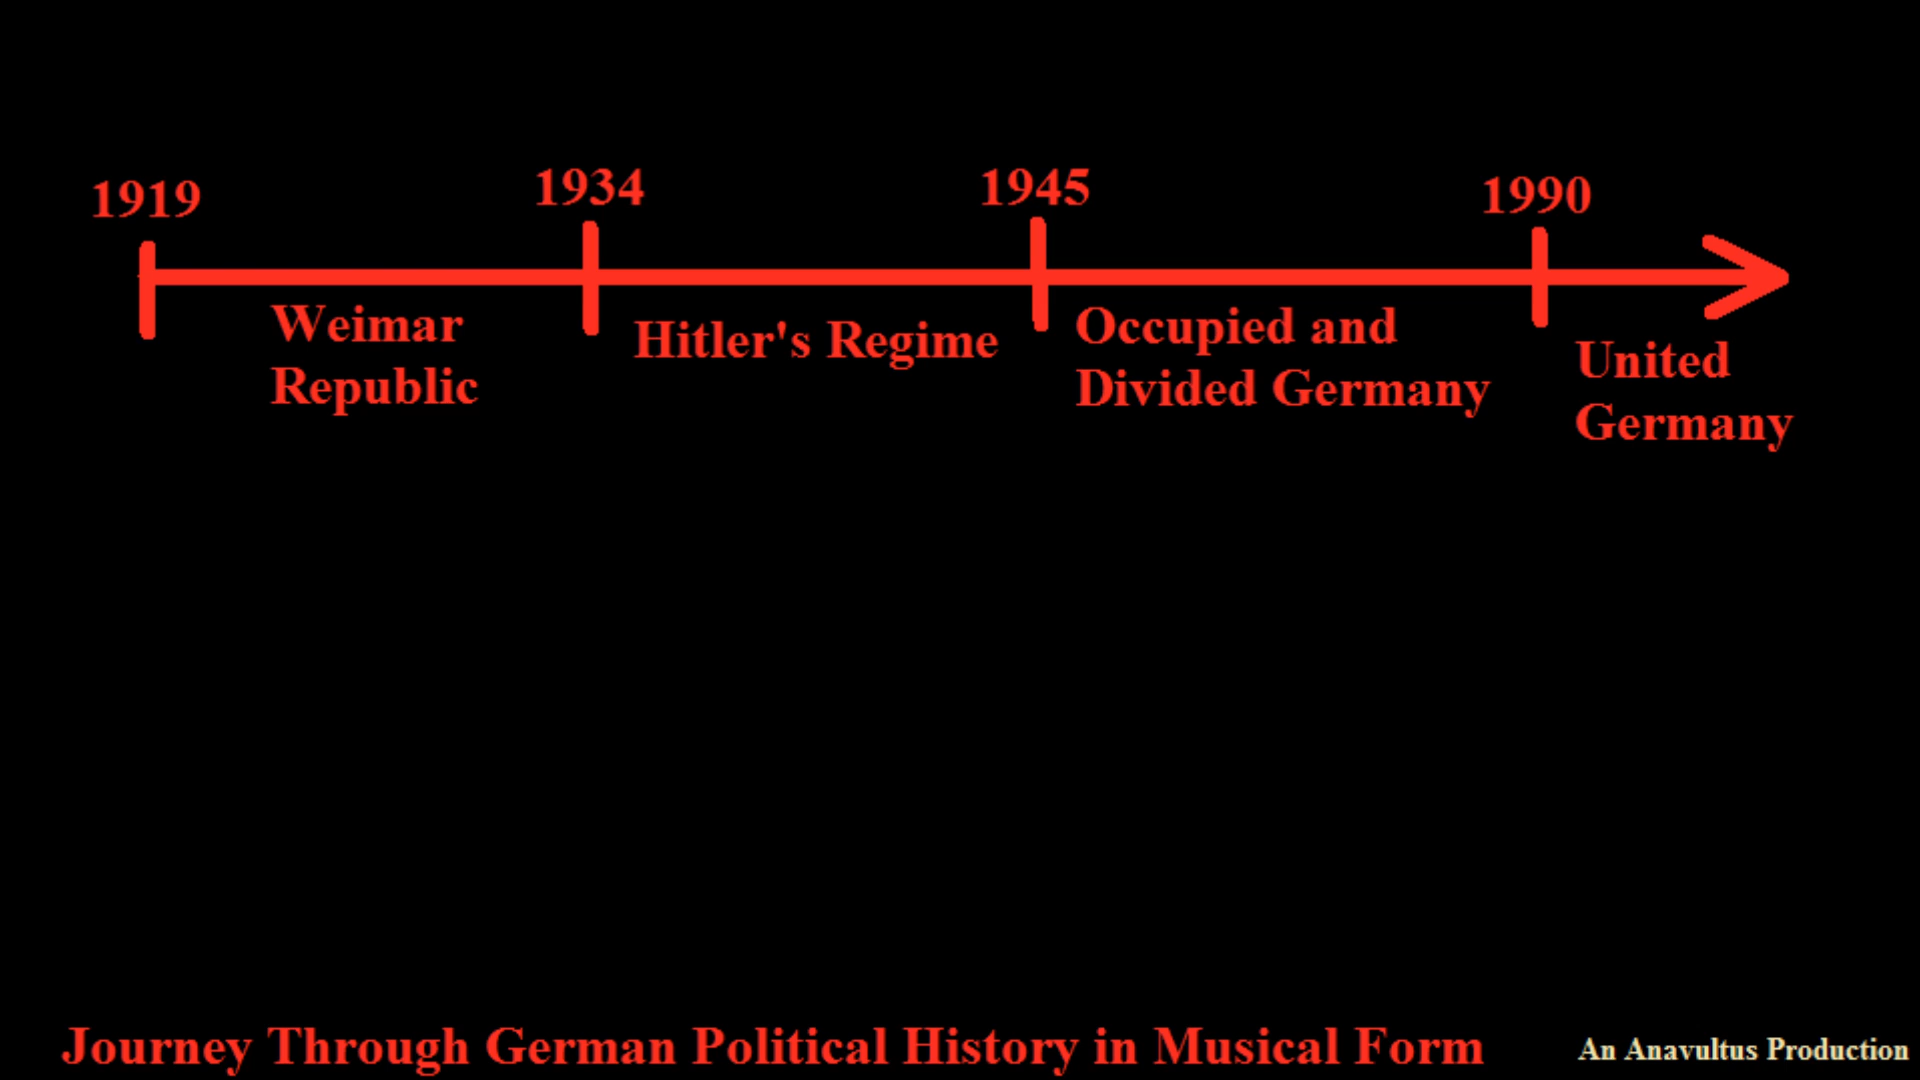 1919
1934
1945
1990
Weimar
Republic
Hitler's Regime
Occupied and
Divided Germany
United
Germany
Journey Through German Political History in Musical Form
An Anavultus Production